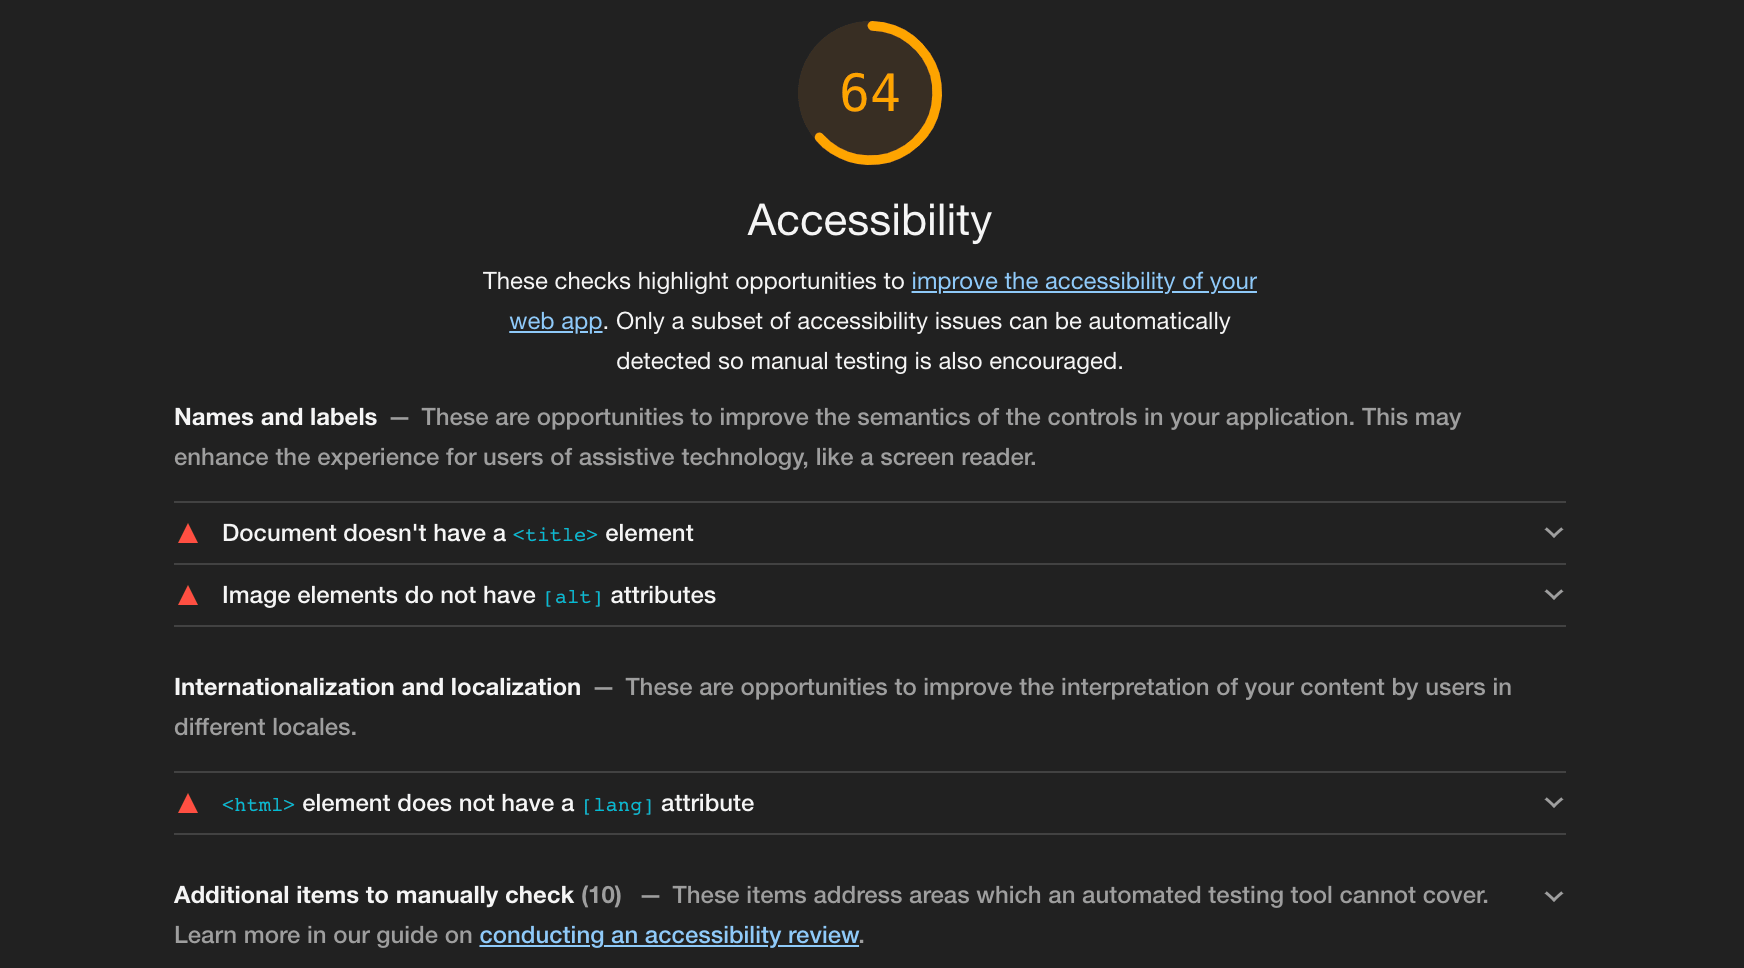 64
Accessibility
These checks highlight opportunities to improve the accessibility of your
web app. Only a subset of accessibility issues can be automatically
detected so manual testing is also encouraged.
Names and labels — These are opportunities to improve the semantics of the controls in your application. This may
enhance the experience for users of assistive technology, like a screen reader.
Document doesn't have a <title> element
Image elements do not have [alt] attributes
Internationalization and localization — These are opportunities to improve the interpretation of your content by users in
different locales.
<html> element does not have a [lang] attribute
Additional items to manually check (10) — These items address areas which an automated testing tool cannot cover.
Learn more in our guide on conducting an accessibility review.